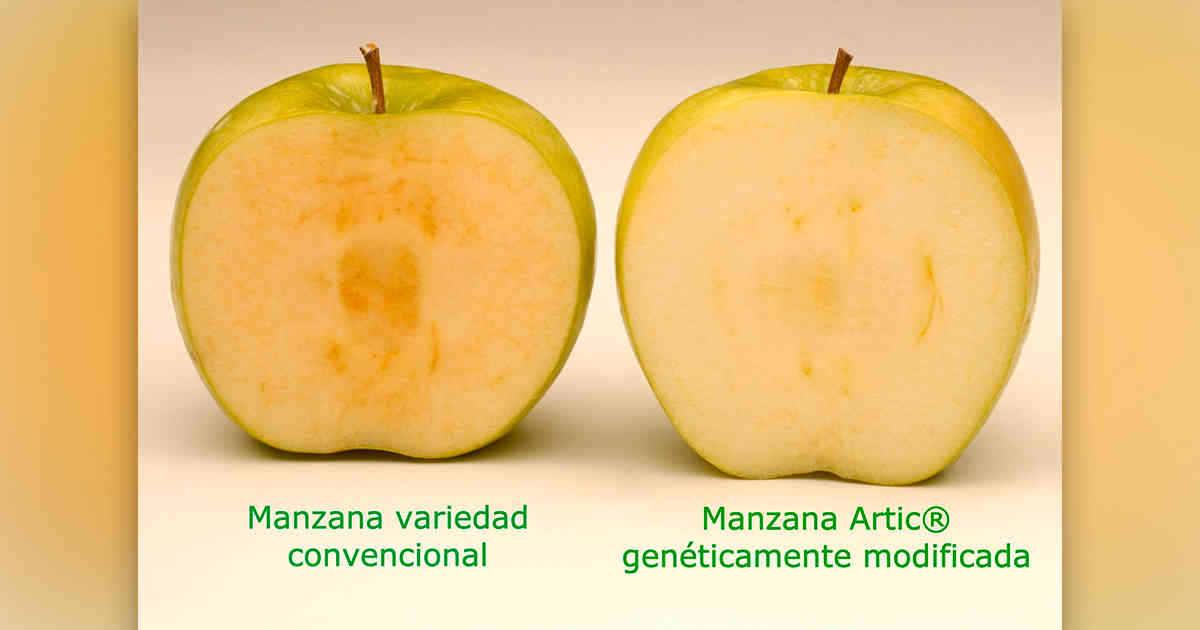 Manzana variedad
convencional
Manzana Artic®
genéticamente modificada